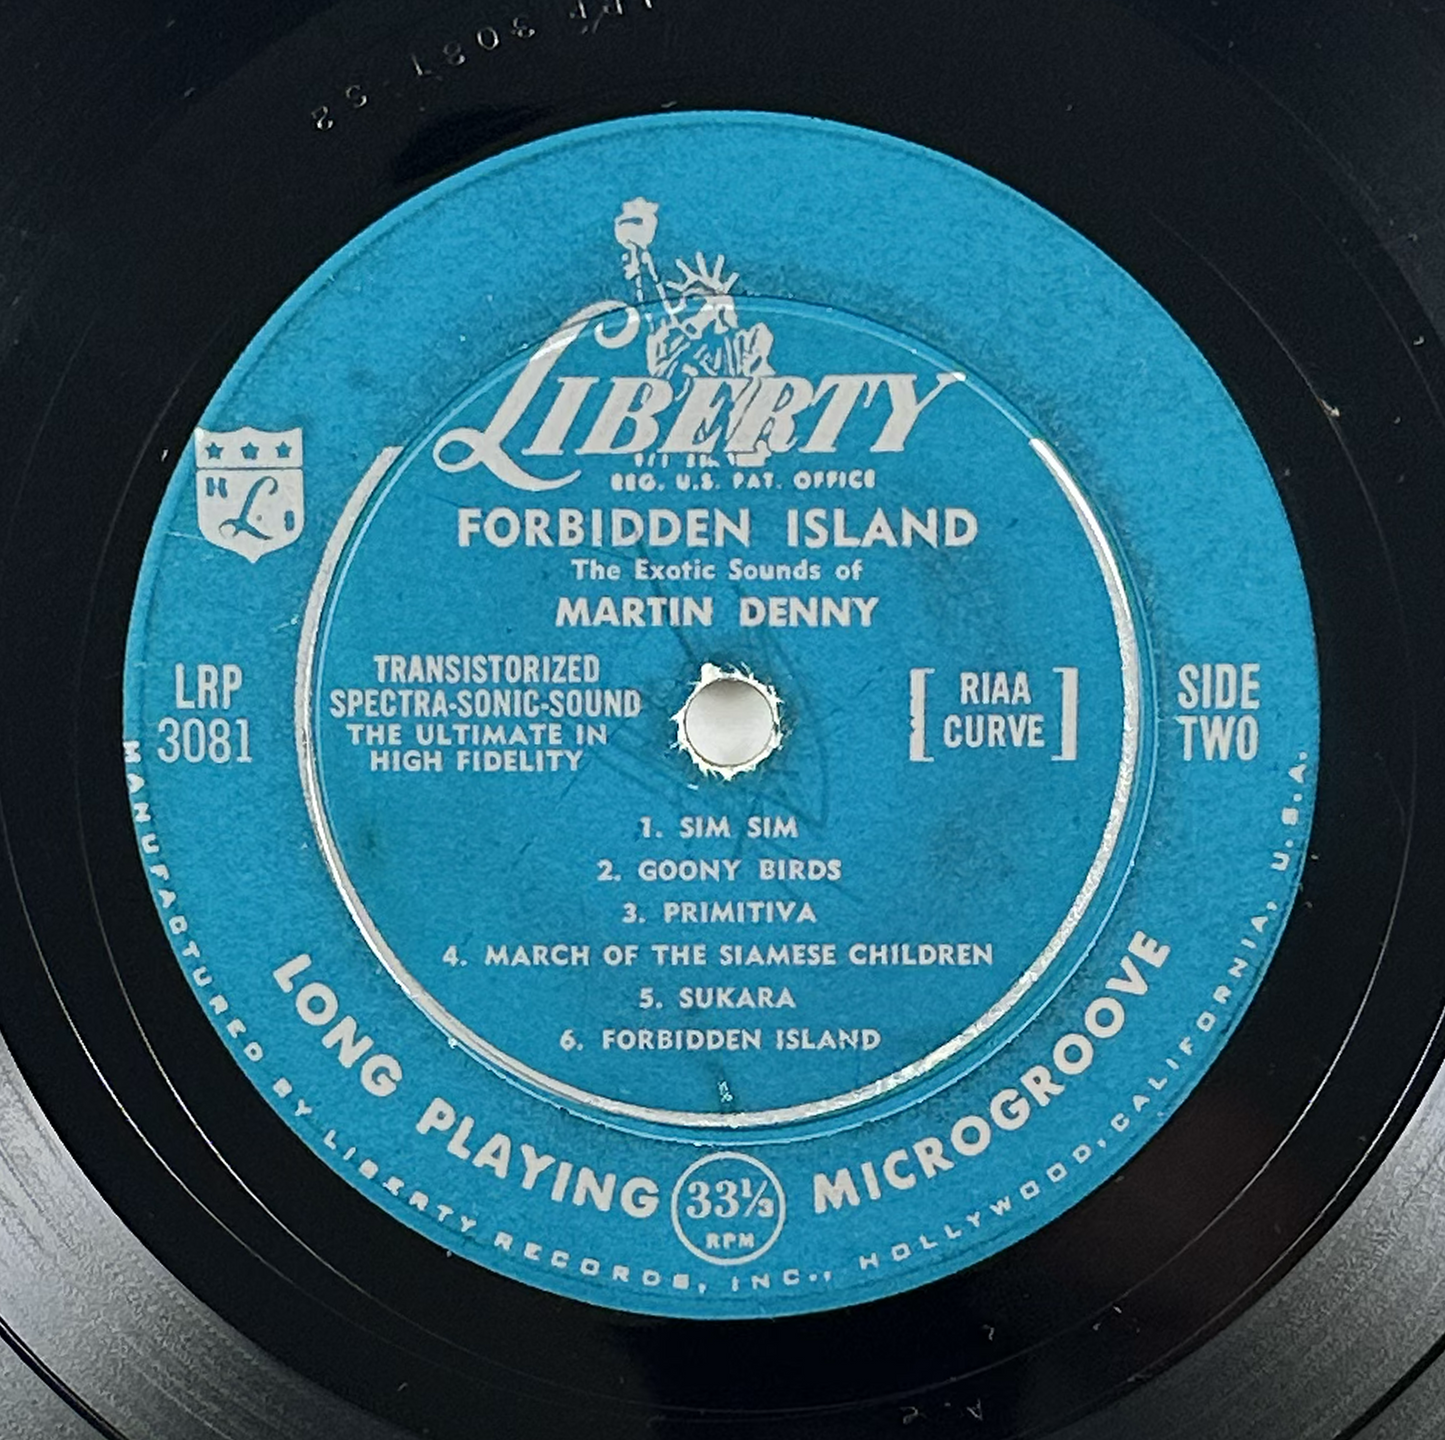 LRP 3081-S2
LIBERTY
REG. U.S. PAT. OFFICE
H L I
FORBIDDEN ISLAND
The Exotic Sounds of
MARTIN DENNY
LRP
3081
TRANSISTORIZED
SPECTRA-SONIC-SOUND
THE ULTIMATE IN
HIGH FIDELITY
[ RIAA
CURVE ]
SIDE
TWO
1. SIM SIM
2. GOONY BIRDS
3. PRIMITIVA
4. MARCH OF THE SIAMESE CHILDREN
5. SUKARA
6. FORBIDDEN ISLAND
LONG PLAYING 33⅓ RPM MICROGROOVE
MANUFACTURED BY LIBERTY RECORDS, INC., HOLLYWOOD, CALIFORNIA, U.S.A.